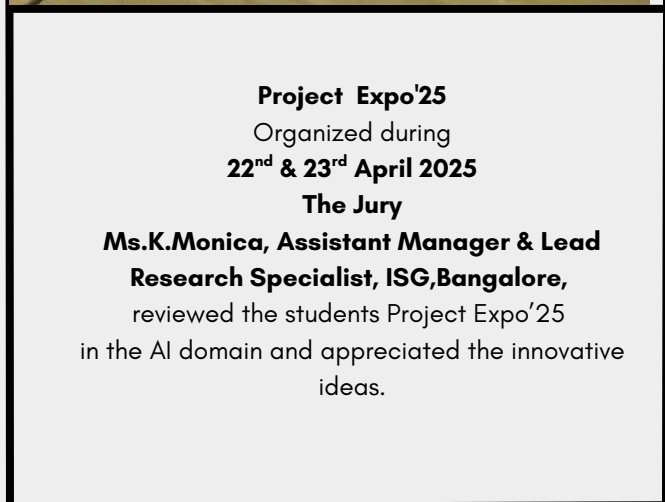 Project Expo'25
Organized during
22nd & 23rd April 2025
The Jury
Ms.K.Monica, Assistant Manager & Lead
Research Specialist, ISG,Bangalore,
reviewed the students Project Expo’25
in the AI domain and appreciated the innovative
ideas.